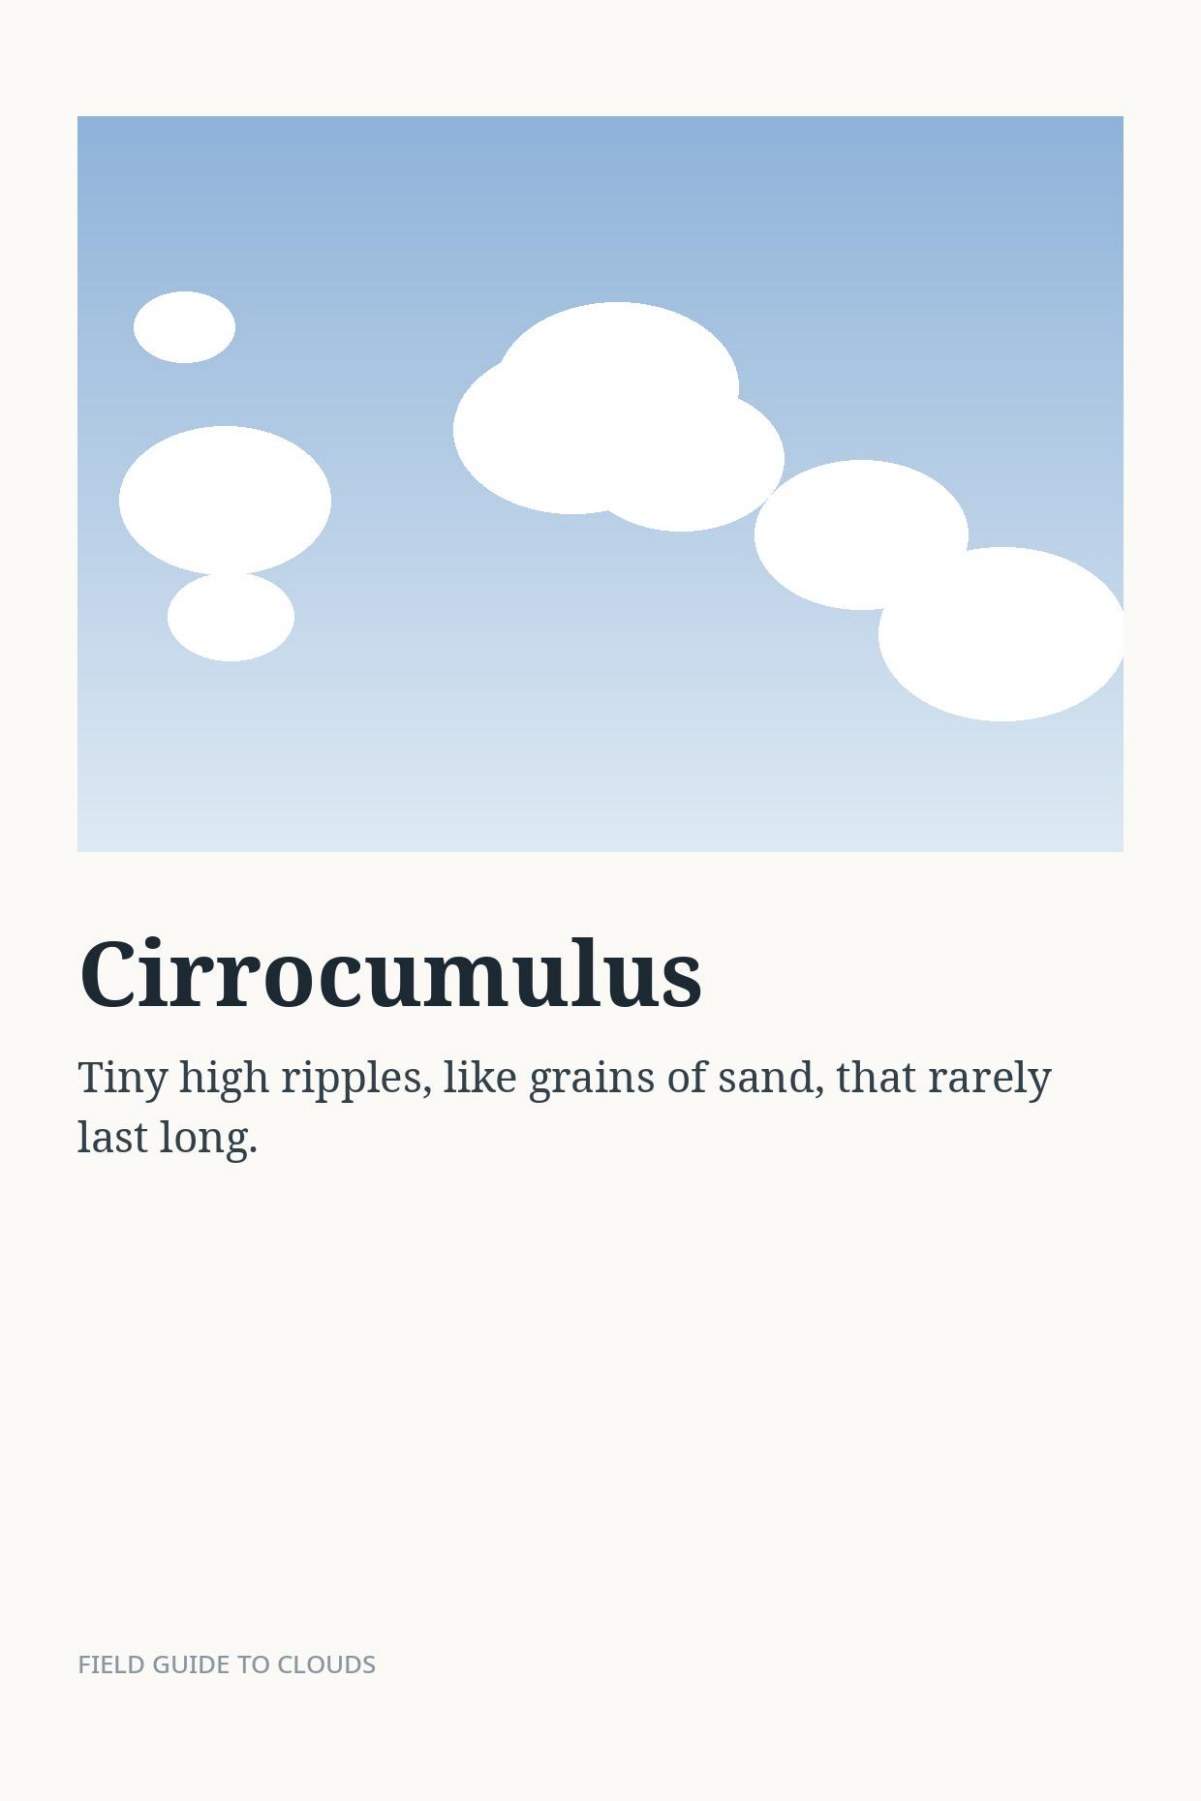 Cirrocumulus
Tiny high ripples, like grains of sand, that rarely
last long.
FIELD GUIDE TO CLOUDS